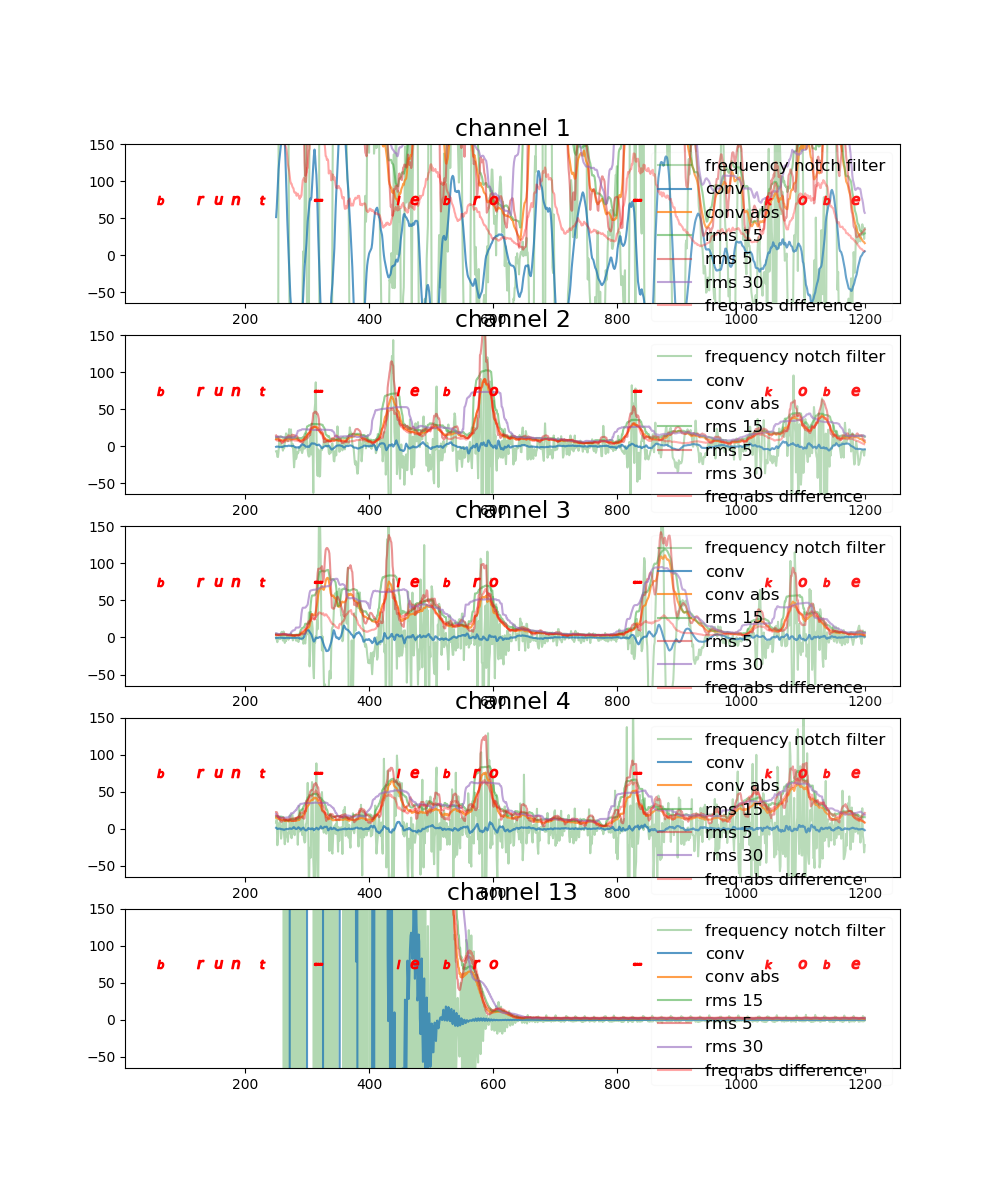 channel 1
150
100
50
0
−50
b r u n t - l e b r o - k o b e
frequency notch filter
conv
conv abs
rms 15
rms 5
rms 30
freq abs difference
200 400 600 800 1000 1200
channel 2
150
100
50
0
−50
b r u n t - l e b r o - k o b e
frequency notch filter
conv
conv abs
rms 15
rms 5
rms 30
freq abs difference
200 400 600 800 1000 1200
channel 3
150
100
50
0
−50
b r u n t - l e b r o - k o b e
frequency notch filter
conv
conv abs
rms 15
rms 5
rms 30
freq abs difference
200 400 600 800 1000 1200
channel 4
150
100
50
0
−50
b r u n t - l e b r o - k o b e
frequency notch filter
conv
conv abs
rms 15
rms 5
rms 30
freq abs difference
200 400 600 800 1000 1200
channel 13
150
100
50
0
−50
b r u n t - l e b r o - k o b e
frequency notch filter
conv
conv abs
rms 15
rms 5
rms 30
freq abs difference
200 400 600 800 1000 1200